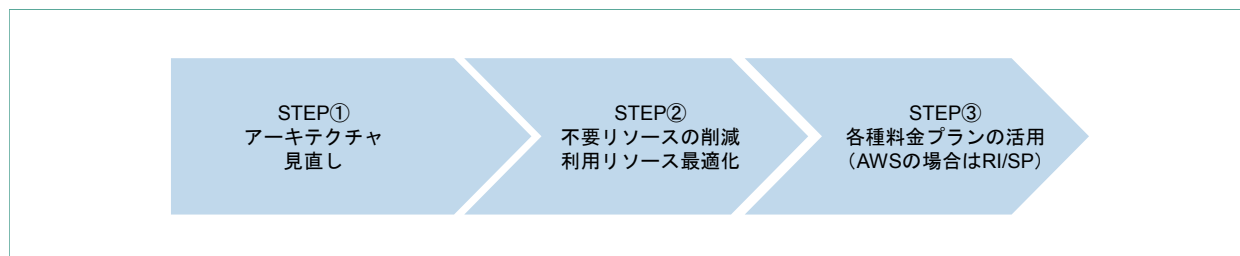 STEP①
アーキテクチャ
見直し
STEP②
不要リソースの削減
利用リソース最適化
STEP③
各種料金プランの活用
（AWSの場合はRI/SP）